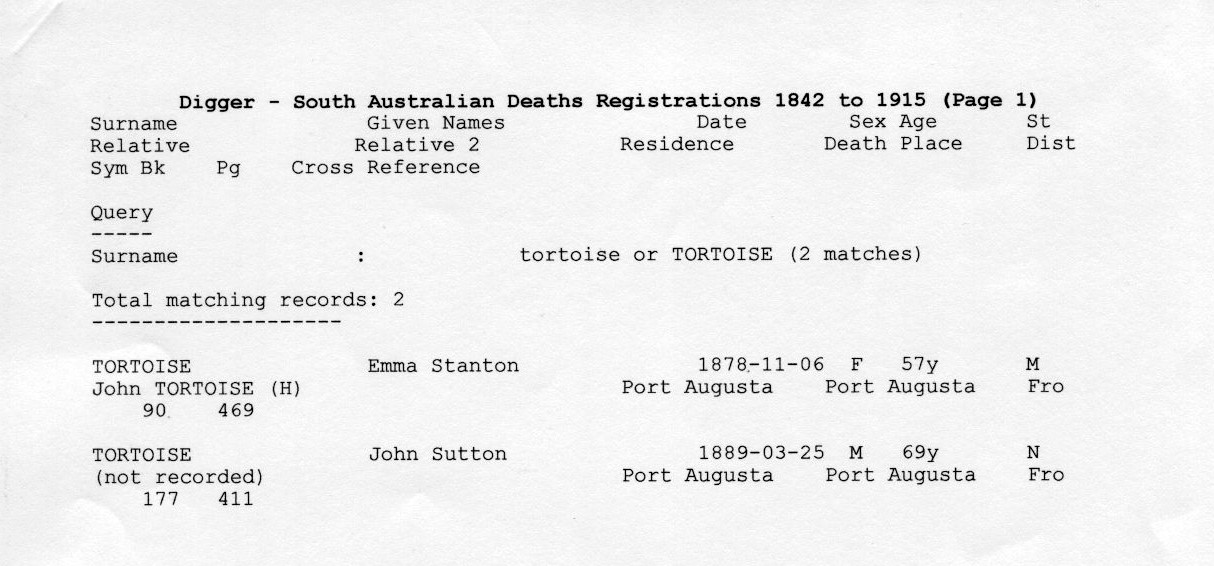 Digger - South Australian Deaths Registrations 1842 to 1915 (Page 1)
Surname Given Names Date Sex Age St
Relative Relative 2 Residence Death Place Dist
Sym Bk Pg Cross Reference
Query
-----
Surname : tortoise or TORTOISE (2 matches)
Total matching records: 2
--------------------
TORTOISE Emma Stanton 1878-11-06 F 57y M
John TORTOISE (H) Port Augusta Port Augusta Fro
90 469
TORTOISE John Sutton 1889-03-25 M 69y N
(not recorded) Port Augusta Port Augusta Fro
177 411